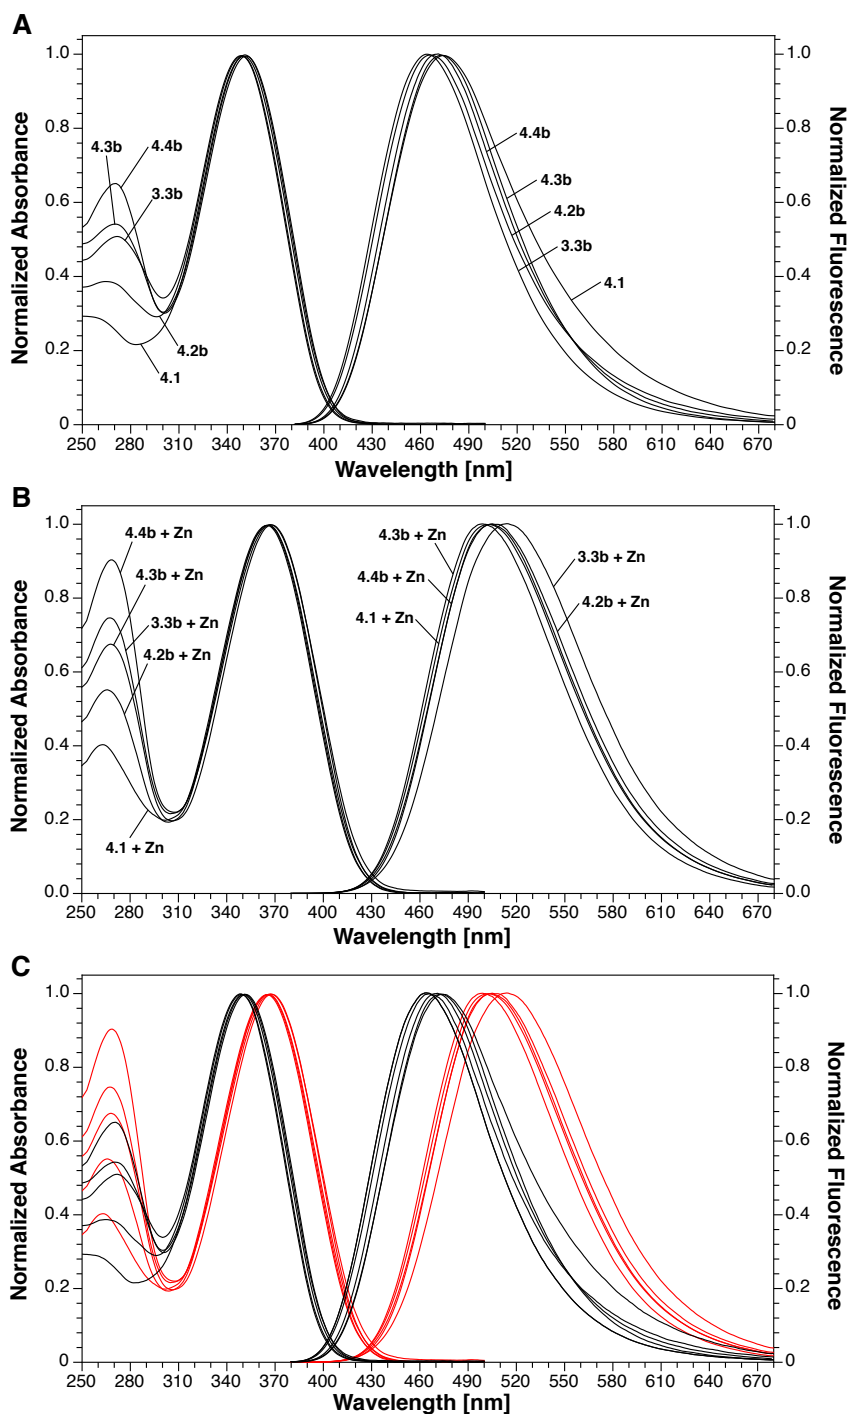 A
Normalized Absorbance
Normalized Fluorescence
1.0
0.8
0.6
0.4
0.2
0
1.0
0.8
0.6
0.4
0.2
0
4.3b
4.4b
3.3b
4.2b
4.1
4.4b
4.3b
4.2b
3.3b
4.1
250 280 310 340 370 400 430 460 490 520 550 580 610 640 670
Wavelength [nm]
B
Normalized Absorbance
Normalized Fluorescence
1.0
0.8
0.6
0.4
0.2
0.0
1.0
0.8
0.6
0.4
0.2
0.0
4.4b + Zn
4.3b + Zn
3.3b + Zn
4.2b + Zn
4.1 + Zn
4.3b + Zn
4.4b + Zn
4.1 + Zn
3.3b + Zn
4.2b + Zn
250 280 310 340 370 400 430 460 490 520 550 580 610 640 670
Wavelength [nm]
C
Normalized Absorbance
Normalized Fluorescence
1.0
0.8
0.6
0.4
0.2
0
1.0
0.8
0.6
0.4
0.2
0
250 280 310 340 370 400 430 460 490 520 550 580 610 640 670
Wavelength [nm]